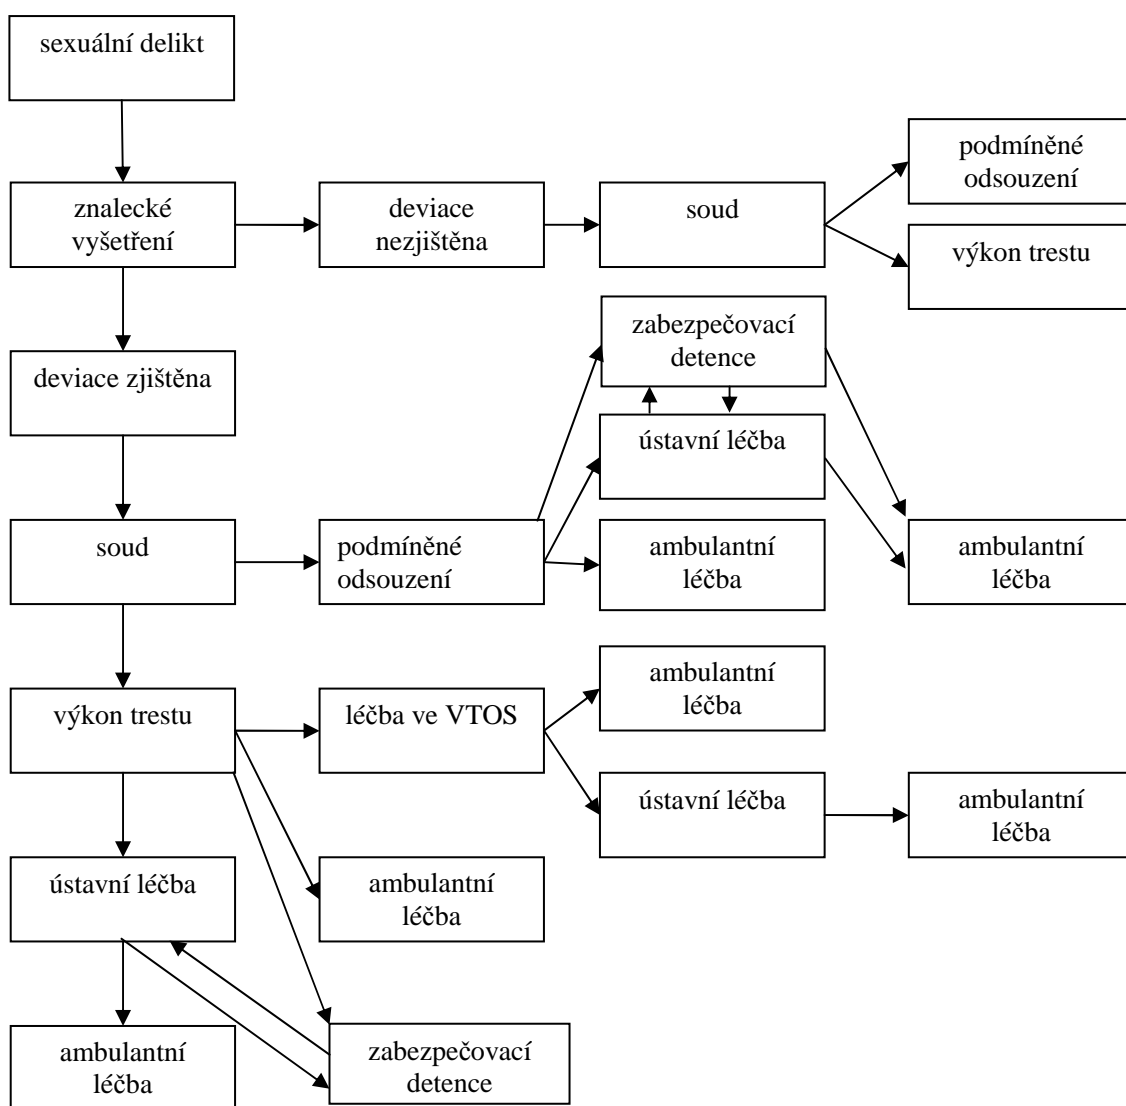 sexuální delikt
podmíněné
odsouzení
znalecké
vyšetření
deviace
nezjištěna
soud
výkon trestu
zabezpečovací
detence
deviace zjištěna
ústavní léčba
soud
podmíněné
odsouzení
ambulantní
léčba
ambulantní
léčba
ambulantní
léčba
výkon trestu
léčba ve VTOS
ústavní léčba
ambulantní
léčba
ústavní léčba
ambulantní
léčba
ambulantní
léčba
zabezpečovací
detence